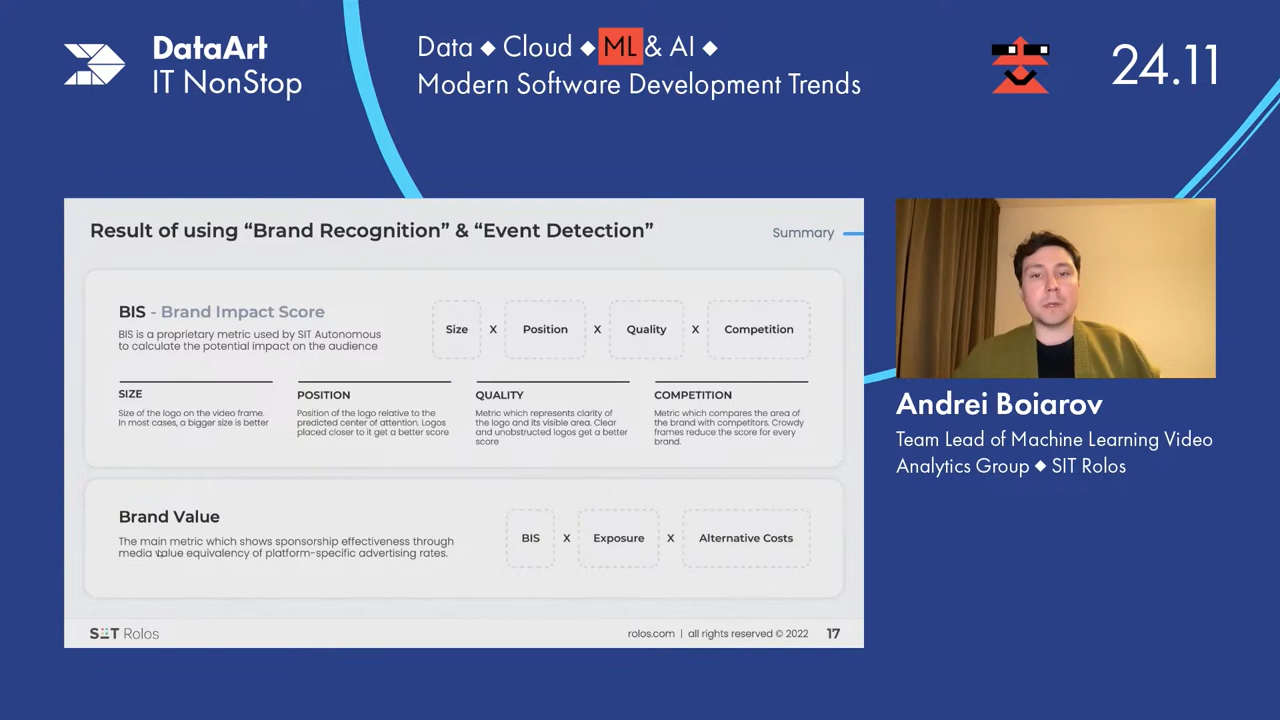 DataArt
IT NonStop
Data ◆ Cloud ◆ ML & AI ◆
Modern Software Development Trends
24.11
Result of using “Brand Recognition” & “Event Detection”
Summary
BIS - Brand Impact Score
BIS is a proprietary metric used by SIT Autonomous
to calculate the potential impact on the audience
Size X Position X Quality X Competition
SIZE
Size of the logo on the video frame.
In most cases, a bigger size is better
POSITION
Position of the logo relative to the
predicted center of attention. Logos
placed closer to it get a better score
QUALITY
Metric which represents clarity of
the logo and its visible area. Clear
and unobstructed logos get a better
score
COMPETITION
Metric which compares the area of
the brand with competitors. Crowdy
frames reduce the score for every
brand.
Brand Value
The main metric which shows sponsorship effectiveness through
media value equivalency of platform-specific advertising rates.
BIS X Exposure X Alternative Costs
SIT Rolos
rolos.com | all rights reserved © 2022 17
Andrei Boiarov
Team Lead of Machine Learning Video
Analytics Group ◆ SIT Rolos